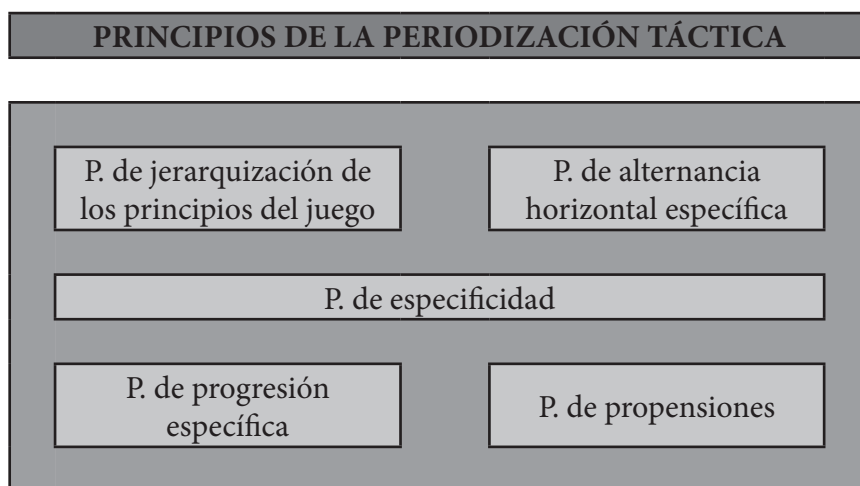 PRINCIPIOS DE LA PERIODIZACIÓN TÁCTICA
P. de jerarquización de
los principios del juego
P. de alternancia
horizontal específica
P. de especificidad
P. de progresión
específica
P. de propensiones